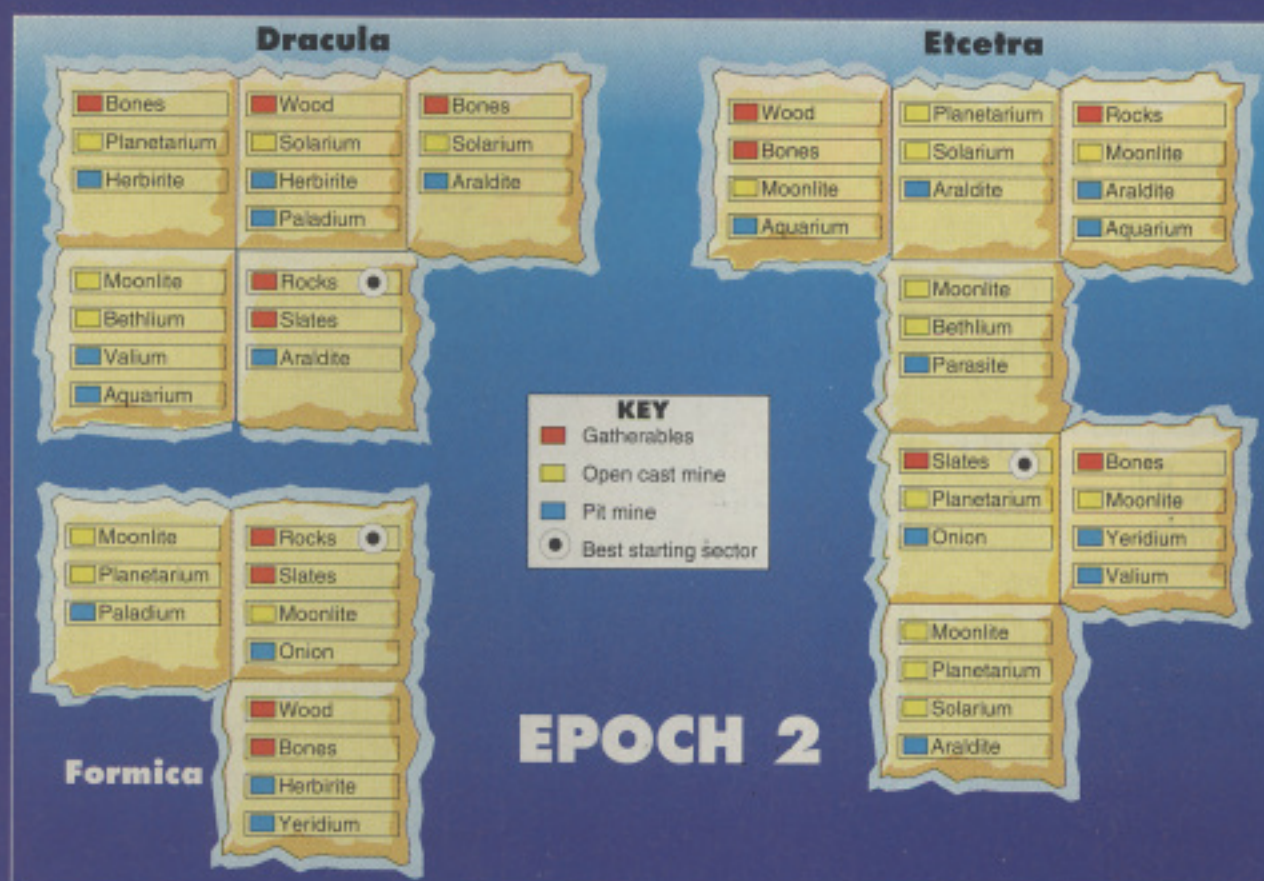 Dracula
Bones
Planetarium
Herbirite
Wood
Solarium
Herbirite
Paladium
Bones
Solarium
Araldite
Moonlite
Bethlium
Valium
Aquarium
Rocks
Slates
Araldite
Etcetra
Wood
Bones
Moonlite
Aquarium
Planetarium
Solarium
Araldite
Rocks
Moonlite
Araldite
Aquarium
Moonlite
Bethlium
Parasite
Slates
Planetarium
Onion
Bones
Moonlite
Yeridium
Valium
Moonlite
Planetarium
Solarium
Araldite
KEY
Gatherables
Open cast mine
Pit mine
Best starting sector
Moonlite
Planetarium
Paladium
Rocks
Slates
Moonlite
Onion
Wood
Bones
Herbirite
Yeridium
Formica
EPOCH 2